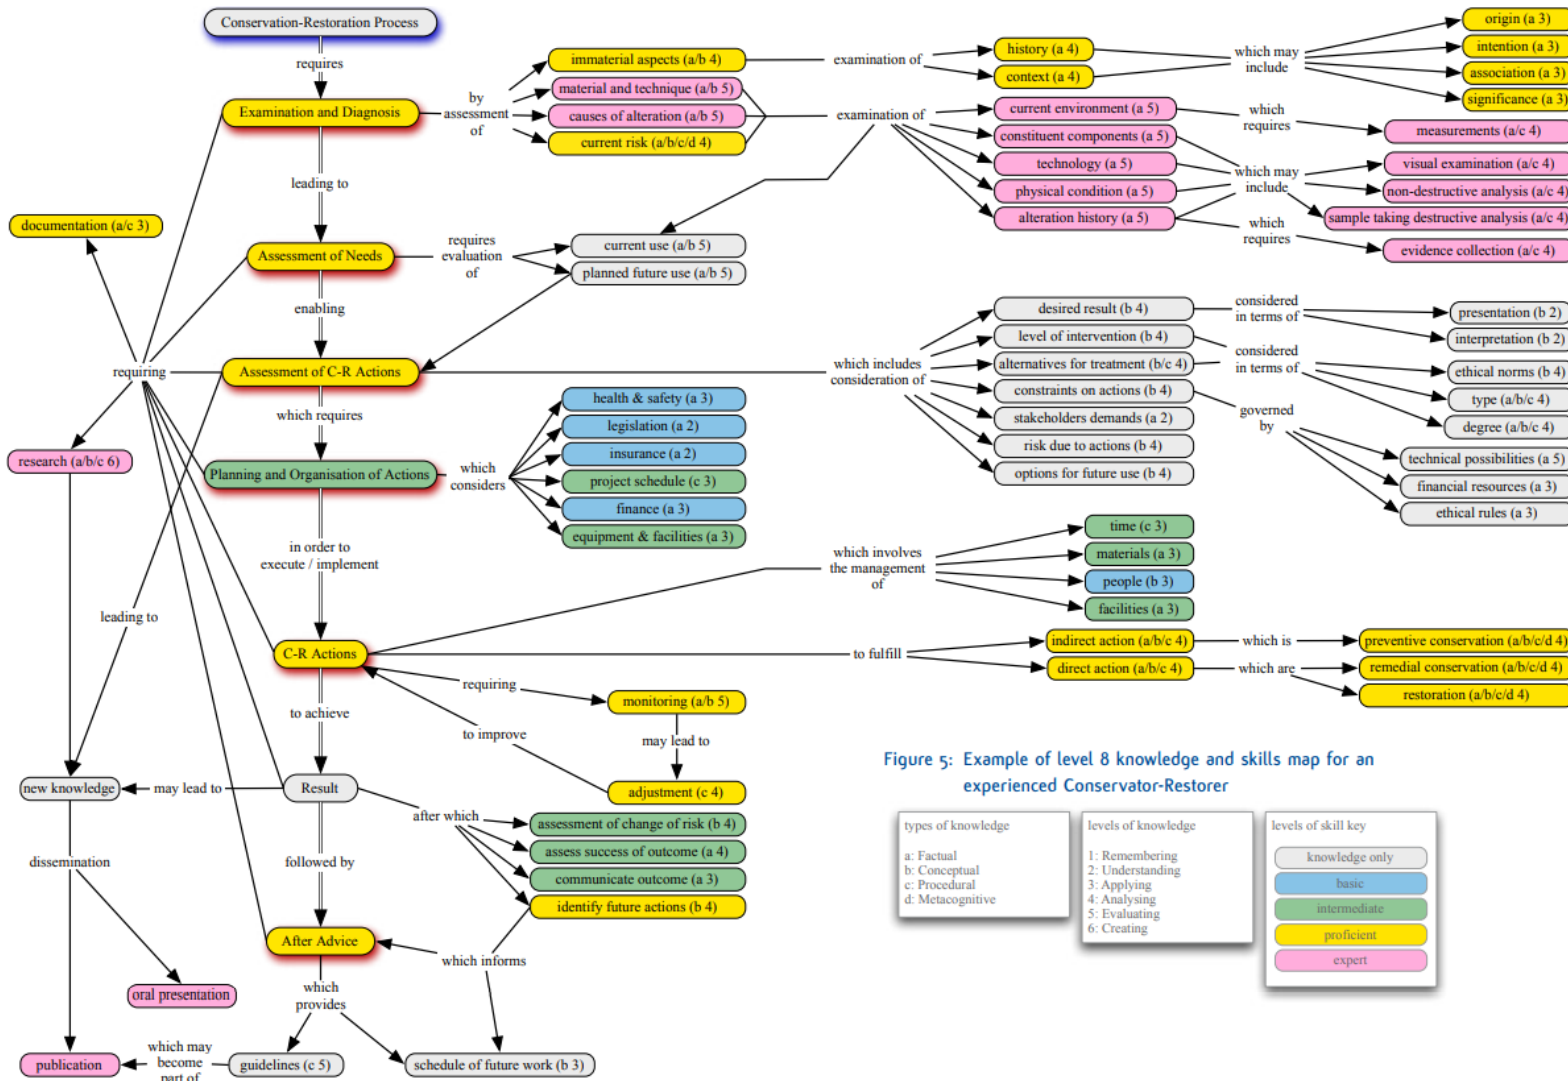 Conservation-Restoration Process
requires
Examination and Diagnosis
by
assessment
of
immaterial aspects (a/b 4)
material and technique (a/b 5)
causes of alteration (a/b 5)
current risk (a/b/c/d 4)
examination of
history (a 4)
context (a 4)
which may
include
origin (a 3)
intention (a 3)
association (a 3)
significance (a 3)
examination of
current environment (a 5)
constituent components (a 5)
technology (a 5)
physical condition (a 5)
alteration history (a 5)
which
requires
measurements (a/c 4)
which may
include
visual examination (a/c 4)
non-destructive analysis (a/c 4)
sample taking destructive analysis (a/c 4)
which
requires
evidence collection (a/c 4)
leading to
documentation (a/c 3)
Assessment of Needs
requires
evaluation
of
current use (a/b 5)
planned future use (a/b 5)
enabling
requiring
Assessment of C-R Actions
which includes
consideration of
desired result (b 4)
level of intervention (b 4)
alternatives for treatment (b/c 4)
constraints on actions (b 4)
stakeholders demands (a 2)
risk due to actions (b 4)
options for future use (b 4)
considered
in terms of
presentation (b 2)
interpretation (b 2)
considered
in terms of
ethical norms (b 4)
type (a/b/c 4)
degree (a/b/c 4)
governed
by
technical possibilities (a 5)
financial resources (a 3)
ethical rules (a 3)
which requires
research (a/b/c 6)
Planning and Organisation of Actions
which
considers
health & safety (a 3)
legislation (a 2)
insurance (a 2)
project schedule (c 3)
finance (a 3)
equipment & facilities (a 3)
in order to
execute / implement
which involves
the management
of
time (c 3)
materials (a 3)
people (b 3)
facilities (a 3)
leading to
C-R Actions
to fulfill
indirect action (a/b/c 4)
direct action (a/b/c 4)
which is
which are
preventive conservation (a/b/c/d 4)
remedial conservation (a/b/c/d 4)
restoration (a/b/c/d 4)
requiring
monitoring (a/b 5)
to achieve
to improve
may lead to
adjustment (c 4)
new knowledge
may lead to
Result
after which
assessment of change of risk (b 4)
assess success of outcome (a 4)
communicate outcome (a 3)
identify future actions (b 4)
dissemination
followed by
After Advice
which informs
oral presentation
which
provides
publication
which may
become
part of
guidelines (c 5)
schedule of future work (b 3)
Figure 5: Example of level 8 knowledge and skills map for an
experienced Conservator-Restorer
types of knowledge
a: Factual
b: Conceptual
c: Procedural
d: Metacognitive
levels of knowledge
1: Remembering
2: Understanding
3: Applying
4: Analysing
5: Evaluating
6: Creating
levels of skill key
knowledge only
basic
intermediate
proficient
expert